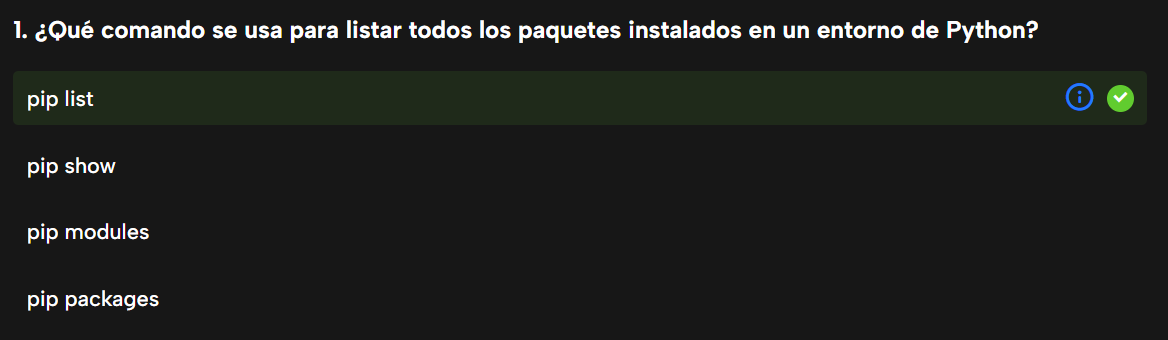 1. ¿Qué comando se usa para listar todos los paquetes instalados en un entorno de Python?
pip list
pip show
pip modules
pip packages